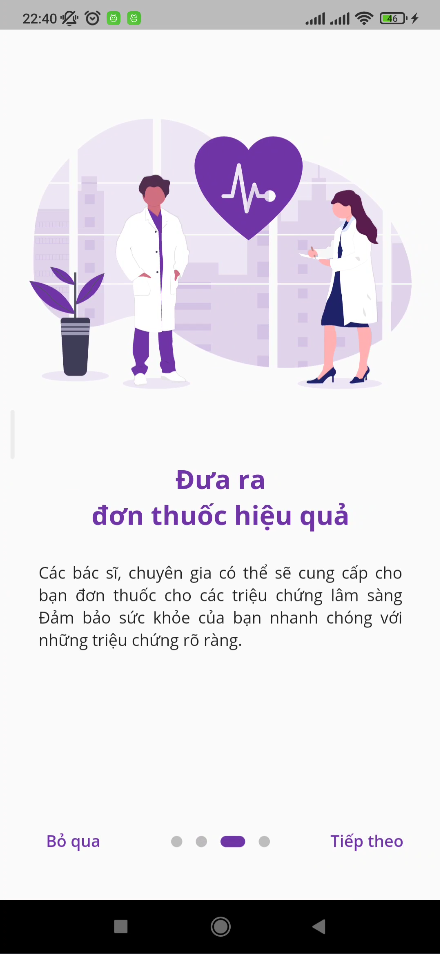 22:40
46
Đưa ra
đơn thuốc hiệu quả
Các bác sĩ, chuyên gia có thể sẽ cung cấp cho
bạn đơn thuốc cho các triệu chứng lâm sàng
Đảm bảo sức khỏe của bạn nhanh chóng với
những triệu chứng rõ ràng.
Bỏ qua
Tiếp theo